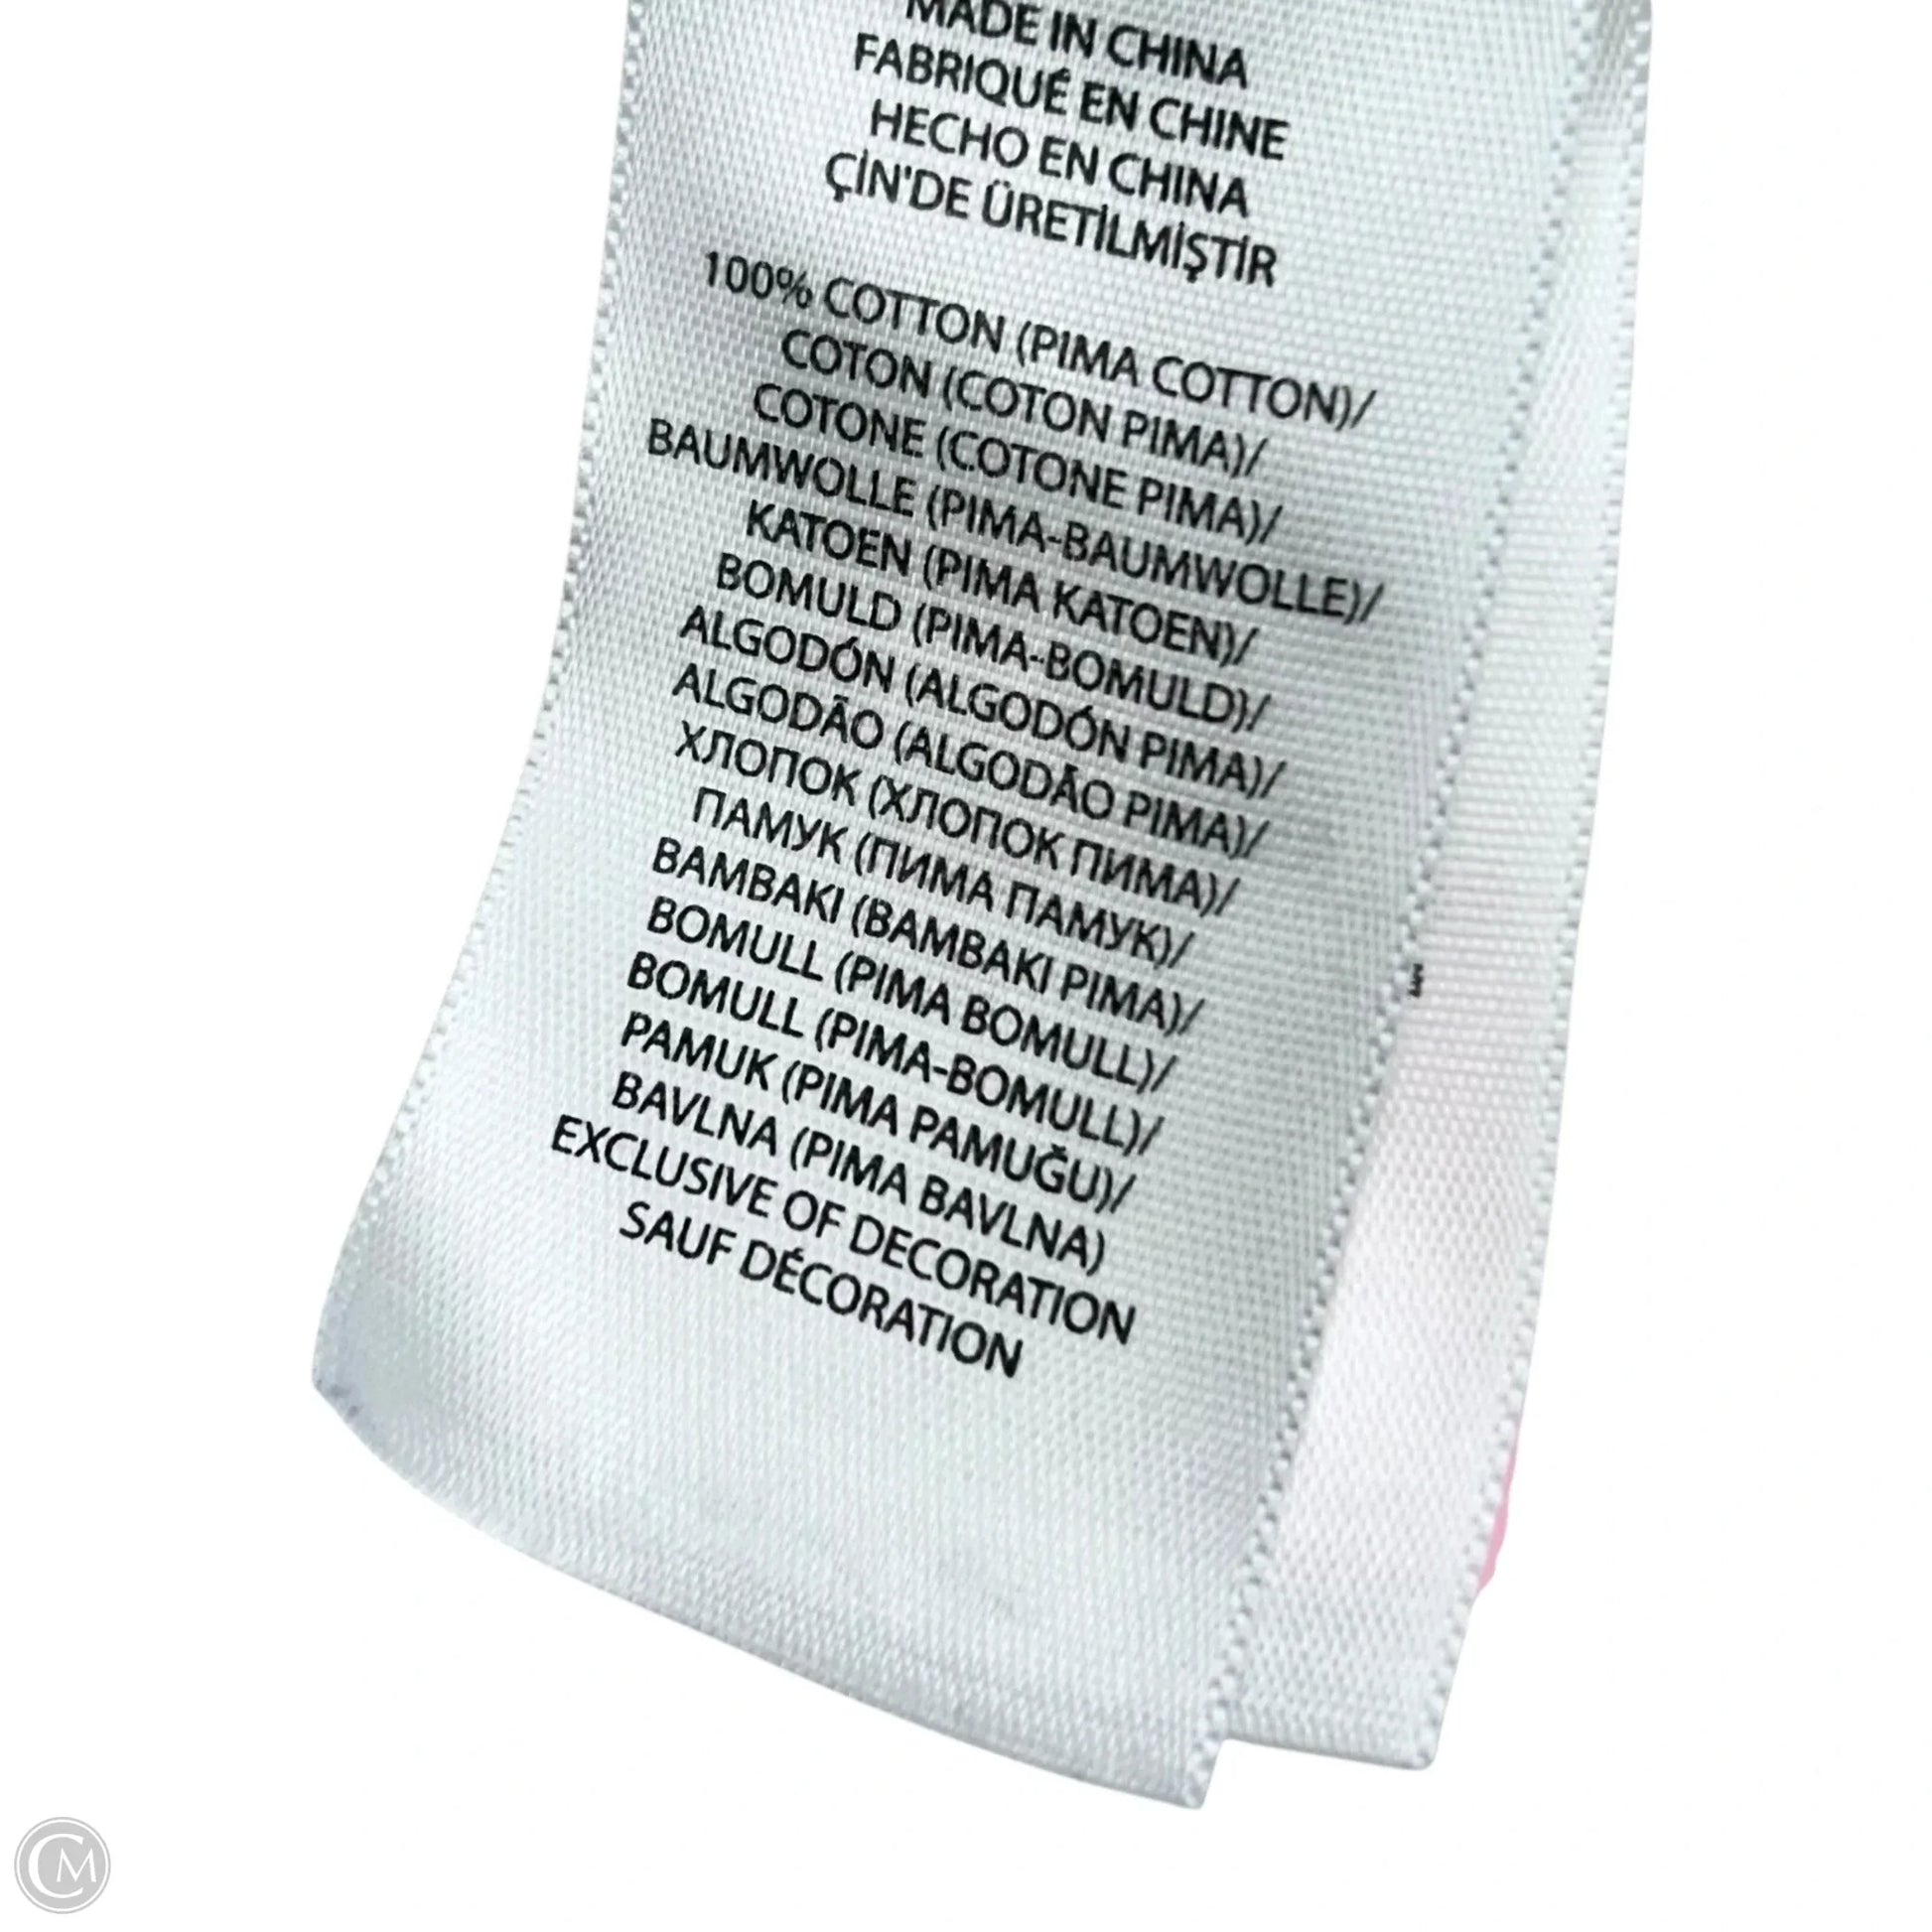 MADE IN CHINA
FABRIQUÉ EN CHINE
HECHO EN CHINA
ÇİN'DE ÜRETİLMİŞTİR
100% COTTON (PIMA COTTON)/
COTON (COTON PIMA)/
COTONE (COTONE PIMA)/
BAUMWOLLE (PIMA-BAUMWOLLE)/
KATOEN (PIMA KATOEN)/
BOMULD (PIMA-BOMULD)/
ALGODÓN (ALGODÓN PIMA)/
ALGODÃO (ALGODÃO PIMA)/
ХЛОПОК (ХЛОПОК ПИМА)/
ПАМУК (ПИМА ПАМУК)/
BAMBAKI (BAMBAKI PIMA)/
BOMULL (PIMA BOMULL)/
BOMULL (PIMA-BOMULL)/
PAMUK (PIMA PAMUĞU)/
BAVLNA (PIMA BAVLNA)
EXCLUSIVE OF DECORATION
SAUF DÉCORATION
CM